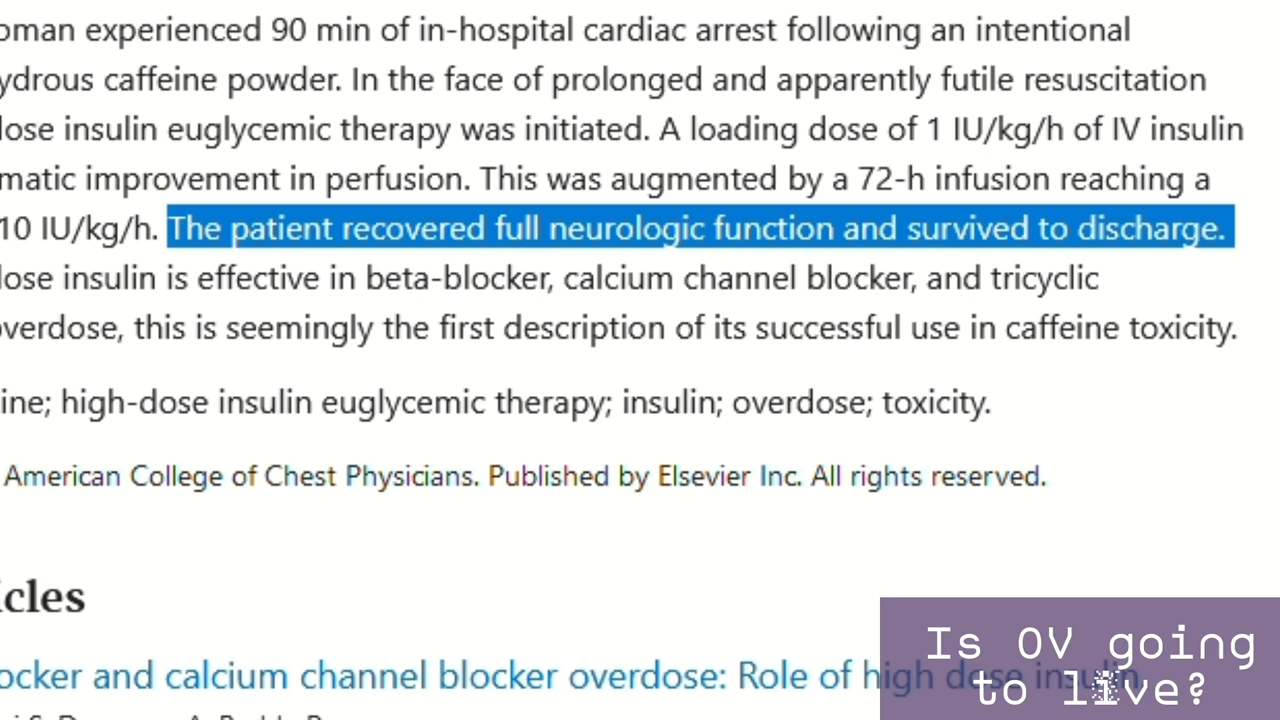 oman experienced 90 min of in-hospital cardiac arrest following an intentional
ydrous caffeine powder. In the face of prolonged and apparently futile resuscitation
dose insulin euglycemic therapy was initiated. A loading dose of 1 IU/kg/h of IV insulin
matic improvement in perfusion. This was augmented by a 72-h infusion reaching a
10 IU/kg/h. The patient recovered full neurologic function and survived to discharge.
dose insulin is effective in beta-blocker, calcium channel blocker, and tricyclic
overdose, this is seemingly the first description of its successful use in caffeine toxicity.
ine; high-dose insulin euglycemic therapy; insulin; overdose; toxicity.
American College of Chest Physicians. Published by Elsevier Inc. All rights reserved.
icles
ocker and calcium channel blocker overdose: Role of high dose insulin.
Is OV going
to live?